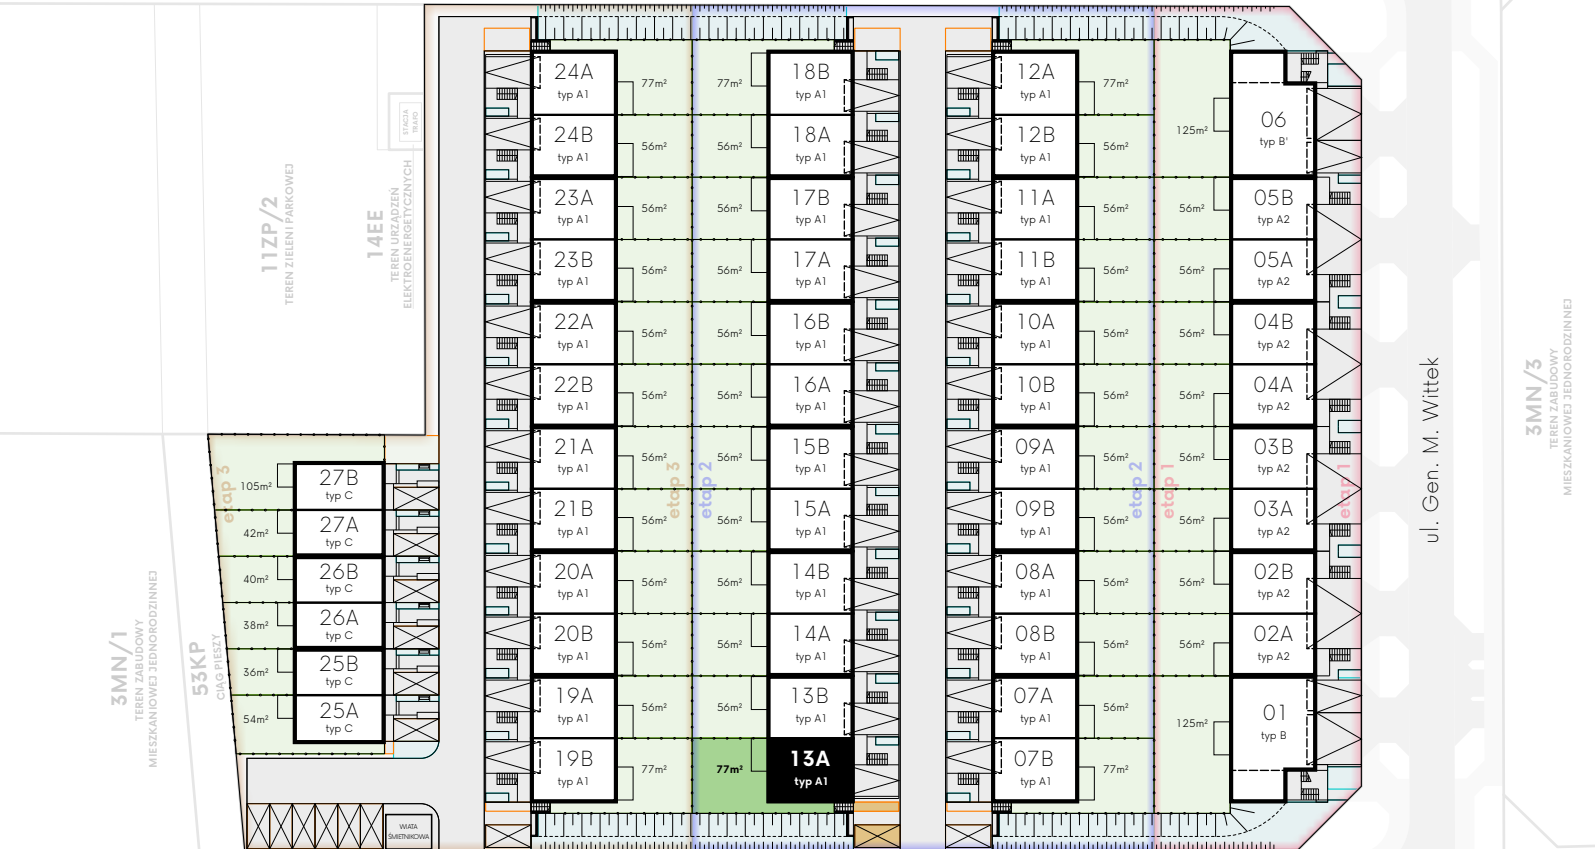 24A
typ A1
77m²
24B
typ A1
56m²
23A
typ A1
56m²
23B
typ A1
56m²
22A
typ A1
56m²
22B
typ A1
56m²
21A
typ A1
56m²
21B
typ A1
56m²
20A
typ A1
56m²
20B
typ A1
56m²
19A
typ A1
56m²
19B
typ A1
77m²
77m²
18B
typ A1
56m²
18A
typ A1
56m²
17B
typ A1
56m²
17A
typ A1
56m²
16B
typ A1
56m²
16A
typ A1
56m²
15B
typ A1
56m²
15A
typ A1
56m²
14B
typ A1
56m²
14A
typ A1
56m²
13B
typ A1
77m²
13A
typ A1
12A
typ A1
77m²
12B
typ A1
56m²
11A
typ A1
56m²
11B
typ A1
56m²
10A
typ A1
56m²
10B
typ A1
56m²
09A
typ A1
56m²
09B
typ A1
56m²
08A
typ A1
56m²
08B
typ A1
56m²
07A
typ A1
56m²
07B
typ A1
77m²
125m²
06
typ B'
56m²
05B
typ A2
56m²
05A
typ A2
56m²
04B
typ A2
56m²
04A
typ A2
56m²
03B
typ A2
56m²
03A
typ A2
56m²
02B
typ A2
56m²
02A
typ A2
125m²
01
typ B
105m²
27B
typ C
42m²
27A
typ C
40m²
26B
typ C
38m²
26A
typ C
36m²
25B
typ C
54m²
25A
typ C
etap 3
etap 3
etap 2
etap 2
etap 1
etap 1
11ZP/2
TEREN ZIELENI PARKOWEJ
14EE
TEREN URZĄDZEŃ
ELEKTROENERGETYCZNYCH
STACJA
TRAFO
3MN/1
TEREN ZABUDOWY
MIESZKANIOWEJ JEDNORODZINNEJ
53KP
CIĄG PIESZY
WIATA
ŚMIETNIKOWA
ul. Gen. M. Wittek
3MN/3
TEREN ZABUDOWY
MIESZKANIOWEJ JEDNORODZINNEJ